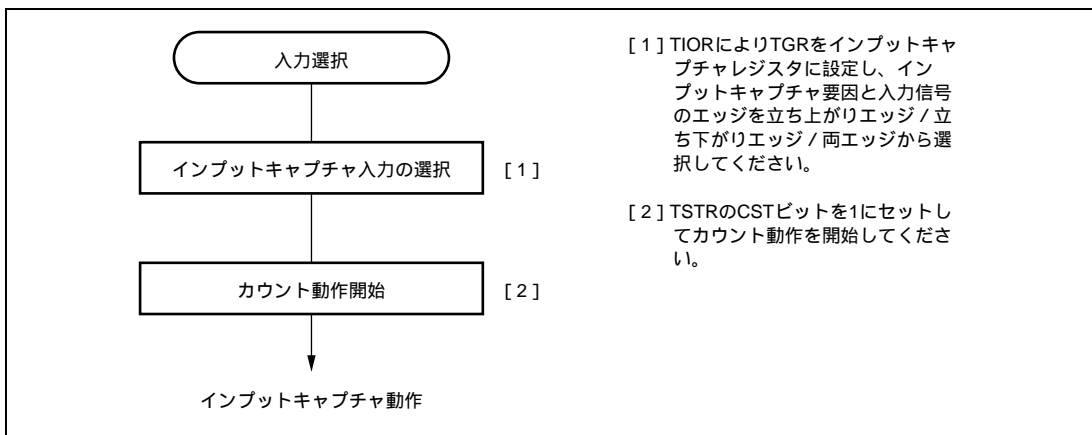 入力選択
インプットキャプチャ入力の選択 [1]
カウント動作開始 [2]
インプットキャプチャ動作
[1] TIORによりTGRをインプットキャ
プチャレジスタに設定し、イン
プットキャプチャ要因と入力信号
のエッジを立ち上がりエッジ/立
ち下がりエッジ/両エッジから選
択してください。
[2] TSTRのCSTビットを1にセットし
てカウント動作を開始してくださ
い。